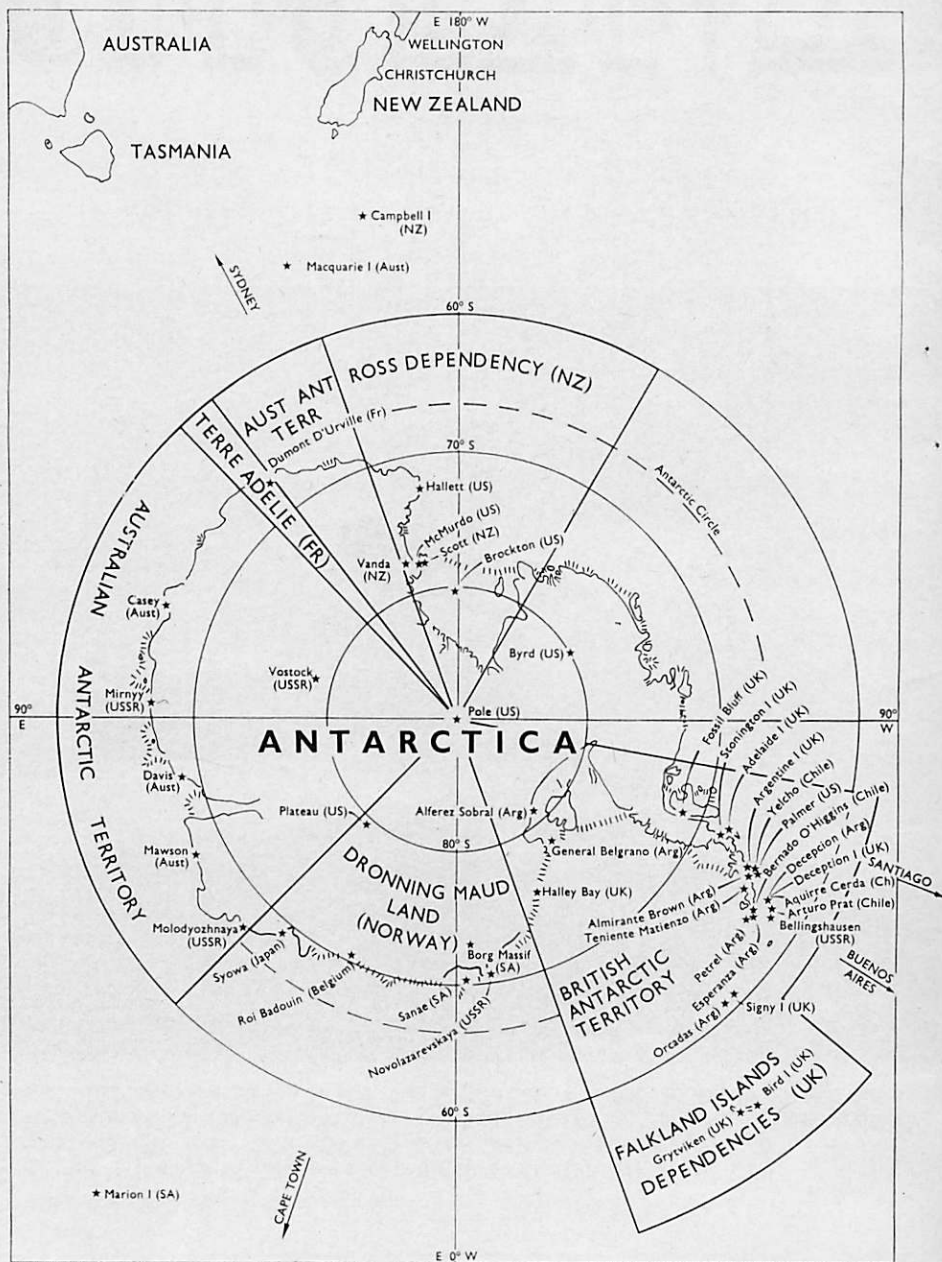 E 180° W
AUSTRALIA
WELLINGTON
CHRISTCHURCH
NEW ZEALAND
TASMANIA
Campbell I
(NZ)
Macquarie I (Aust)
SYDNEY
60° S
ROSS DEPENDENCY (NZ)
AUST ANT
TERR
TERRE ADELIE (FR)
Dumont D'Urville (Fr)
70° S
Antarctic Circle
Hallett (US)
McMurdo (US)
Scott (NZ)
Vanda
(NZ)
Brockton (US)
AUSTRALIAN
ANTARCTIC
TERRITORY
Casey
(Aust)
Byrd (US)
Vostock
(USSR)
Mirnyy
(USSR)
90°
E
Pole (US)
90°
W
ANTARCTICA
Fossil Bluff (UK)
Stonington I (UK)
Adelaide I (UK)
Argentine I (UK)
Yelcho (Chile)
Palmer (US)
Bernado O'Higgins (Chile)
Decepcion (Arg)
Deception I (UK)
Aquirre Cerda (Ch)
Arturo Prat (Chile)
Bellingshausen
(USSR)
SANTIAGO
BUENOS
AIRES
Davis
(Aust)
Plateau (US)
Alferez Sobral (Arg)
80° S
General Belgrano (Arg)
Mawson
(Aust)
DRONNING MAUD
LAND
(NORWAY)
Halley Bay (UK)
Almirante Brown (Arg)
Teniente Matienzo (Arg)
Molodyozhnaya
(USSR)
Syowa (Japan)
Roi Badouin (Belgium)
Borg Massif
(SA)
Sanae (SA)
Novolazarevskaya (USSR)
BRITISH
ANTARCTIC
TERRITORY
Petrel (Arg)
Esperanza (Arg)
Orcadas (Arg)
Signy I (UK)
60° S
FALKLAND ISLANDS
Grytviken (UK)
Bird I (UK)
DEPENDENCIES (UK)
Marion I (SA)
CAPE TOWN
E 0° W